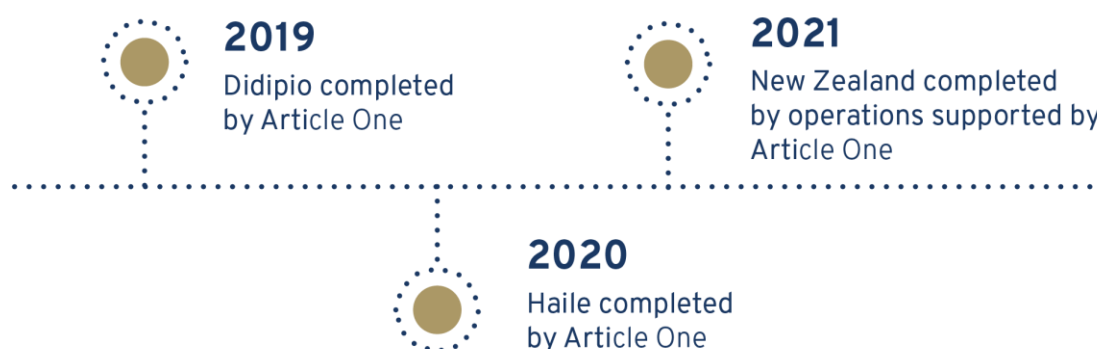 2019
Didipio completed
by Article One
2021
New Zealand completed
by operations supported by
Article One
2020
Haile completed
by Article One